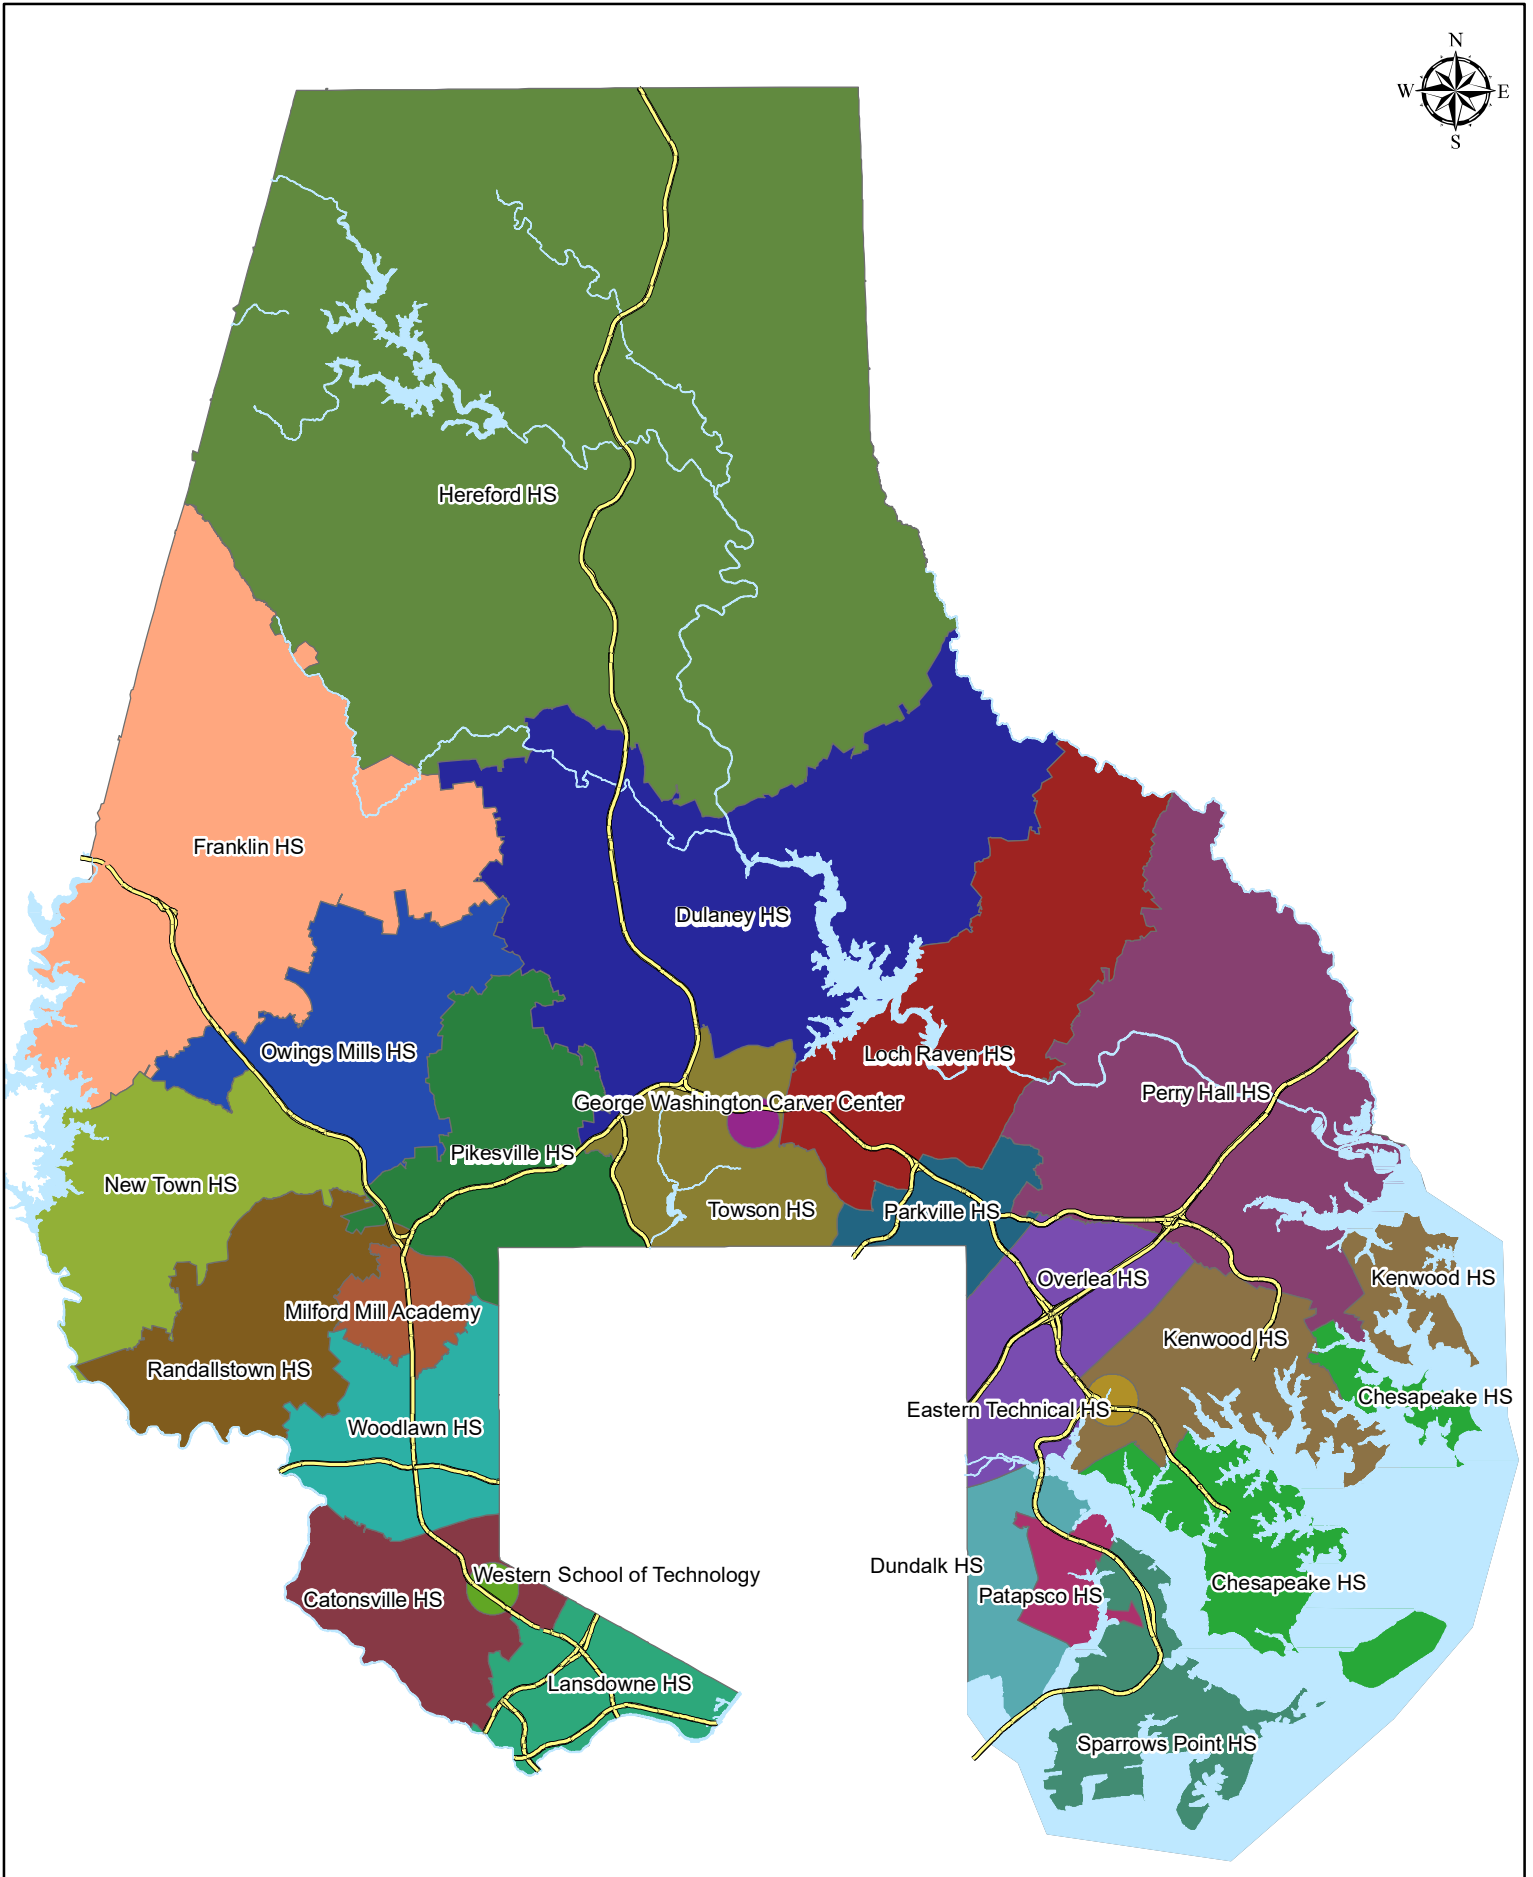 N
W E
S
Hereford HS
Franklin HS
Dulaney HS
Owings Mills HS
Loch Raven HS
Perry Hall HS
George Washington Carver Center
Pikesville HS
New Town HS
Towson HS
Parkville HS
Overlea HS
Kenwood HS
Milford Mill Academy
Kenwood HS
Randallstown HS
Chesapeake HS
Eastern Technical HS
Woodlawn HS
Dundalk HS
Western School of Technology
Chesapeake HS
Patapsco HS
Catonsville HS
Lansdowne HS
Sparrows Point HS